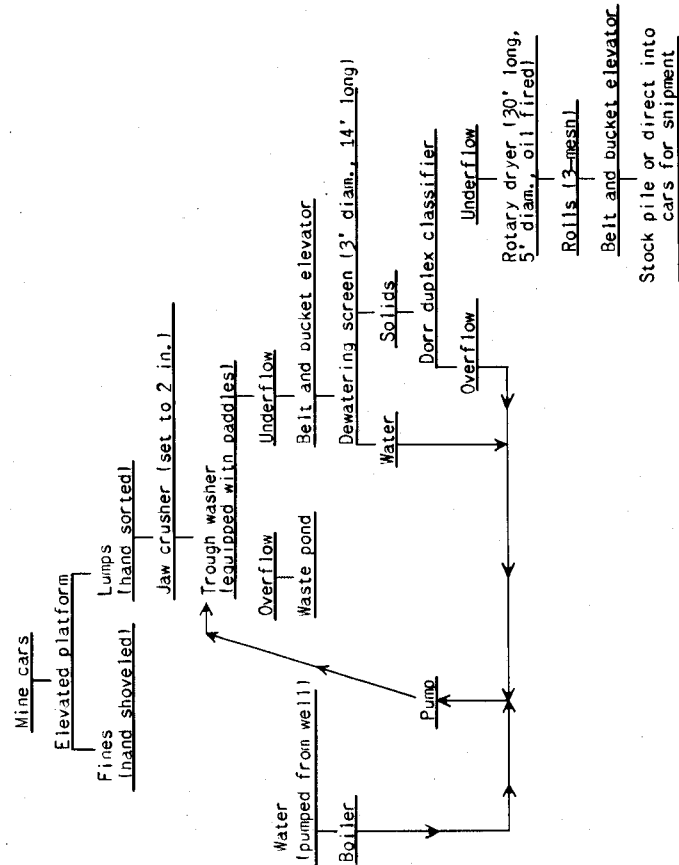 Mine cars
Elevated platform
Fines
(hand shoveled)
Lumps
(hand sorted)
Jaw crusher (set to 2 in.)
Trough washer
(equipped witn paddles)
Overflow
Waste pond
Underflow
Belt and bucket elevator
Dewatering screen (3' diam., 14' long)
Water
Solids
Dorr duplex classifier
Overflow
Underflow
Rotary dryer (30' long,
5' diam., oil fired)
Rolls (3-mesn)
Belt and bucket elevator
Stock pile or direct into
cars for snipment
Water
(pumped from well)
Boiler
Pump